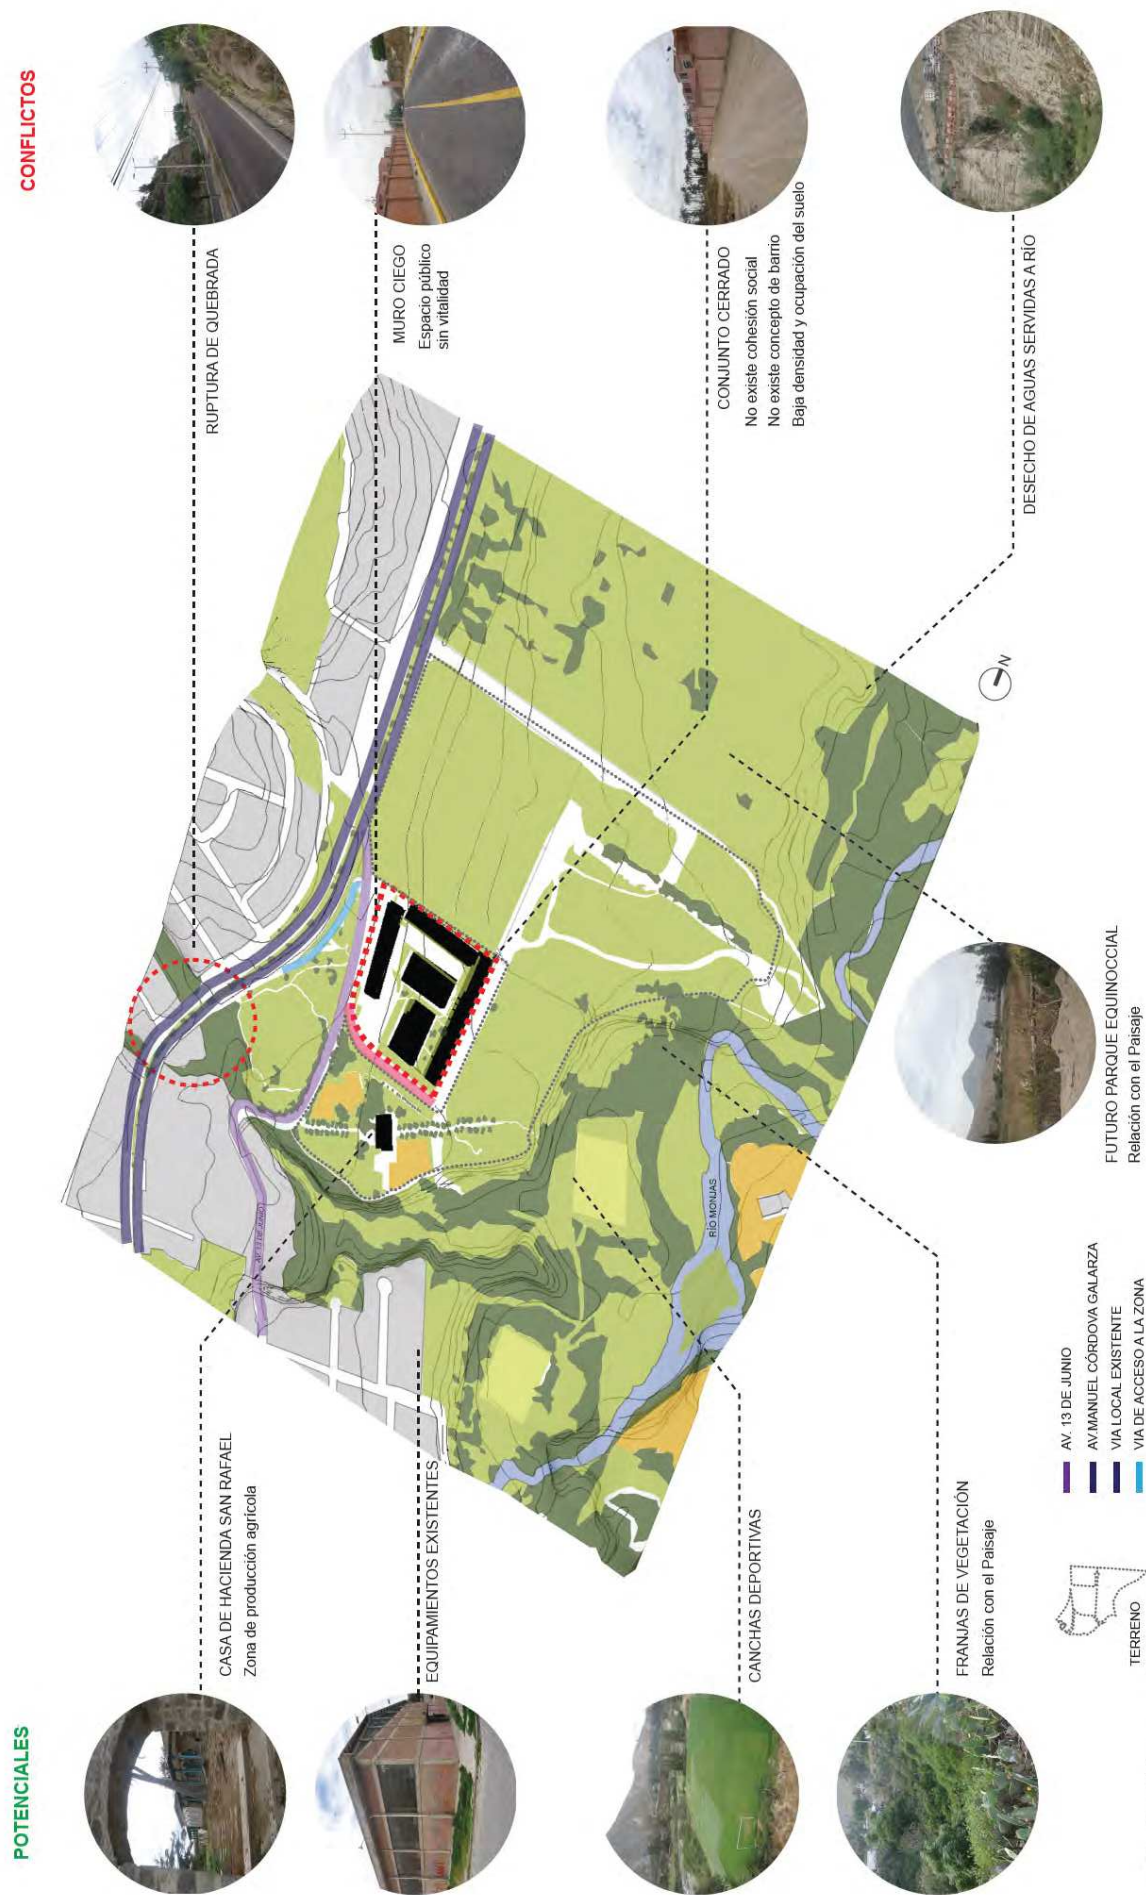 POTENCIALES
CONFLICTOS
CASA DE HACIENDA SAN RAFAEL
Zona de producción agrícola
EQUIPAMIENTOS EXISTENTES
CANCHAS DEPORTIVAS
FRANJAS DE VEGETACIÓN
Relación con el Paisaje
RUPTURA DE QUEBRADA
MURO CIEGO
Espacio público
sin vitalidad
CONJUNTO CERRADO
No existe cohesión social
No existe concepto de barrio
Baja densidad y ocupación del suelo
DESECHO DE AGUAS SERVIDAS A RÍO
AV. 13 DE JUNIO
RÍO MONJAS
N
FUTURO PARQUE EQUINOCCIAL
Relación con el Paisaje
TERRENO
AV. 13 DE JUNIO
AV.MANUEL CÓRDOVA GALARZA
VIA LOCAL EXISTENTE
VIA DE ACCESO A LA ZONA